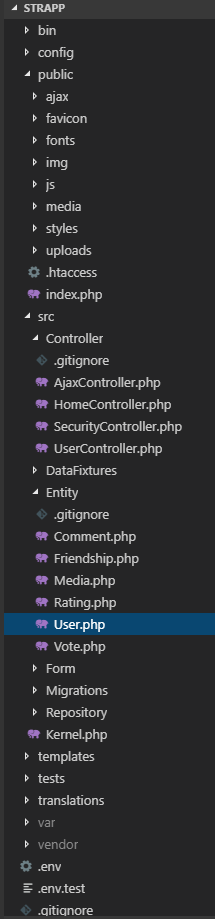 STRAPP
bin
config
public
ajax
favicon
fonts
img
js
media
styles
uploads
.htaccess
index.php
src
Controller
.gitignore
AjaxController.php
HomeController.php
SecurityController.php
UserController.php
DataFixtures
Entity
.gitignore
Comment.php
Friendship.php
Media.php
Rating.php
User.php
Vote.php
Form
Migrations
Repository
Kernel.php
templates
tests
translations
var
vendor
.env
.env.test
.gitignore